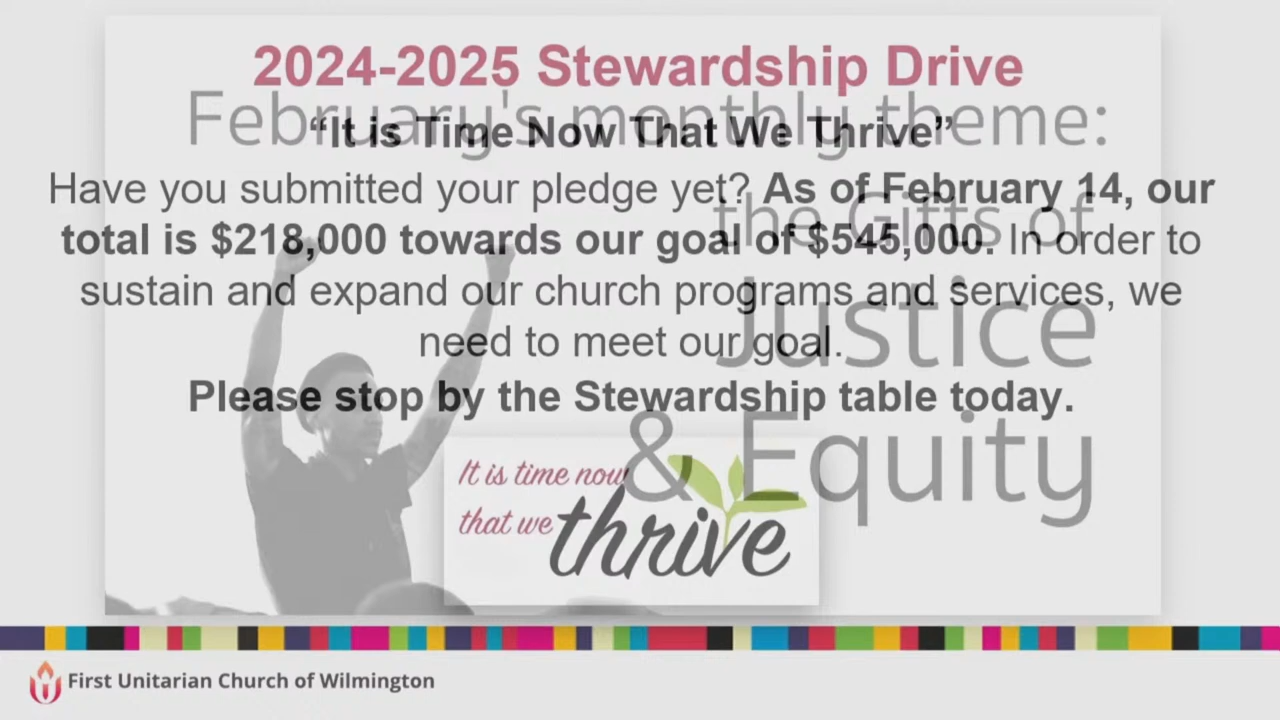 2024-2025 Stewardship Drive
February's monthly theme:
“It is Time Now That We Thrive”
Have you submitted your pledge yet? As of February 14, our
the Gifts of
total is $218,000 towards our goal of $545,000. In order to
sustain and expand our church programs and services, we
Justice
need to meet our goal.
Please stop by the Stewardship table today.
& Equity
It is time now
that we thrive
First Unitarian Church of Wilmington